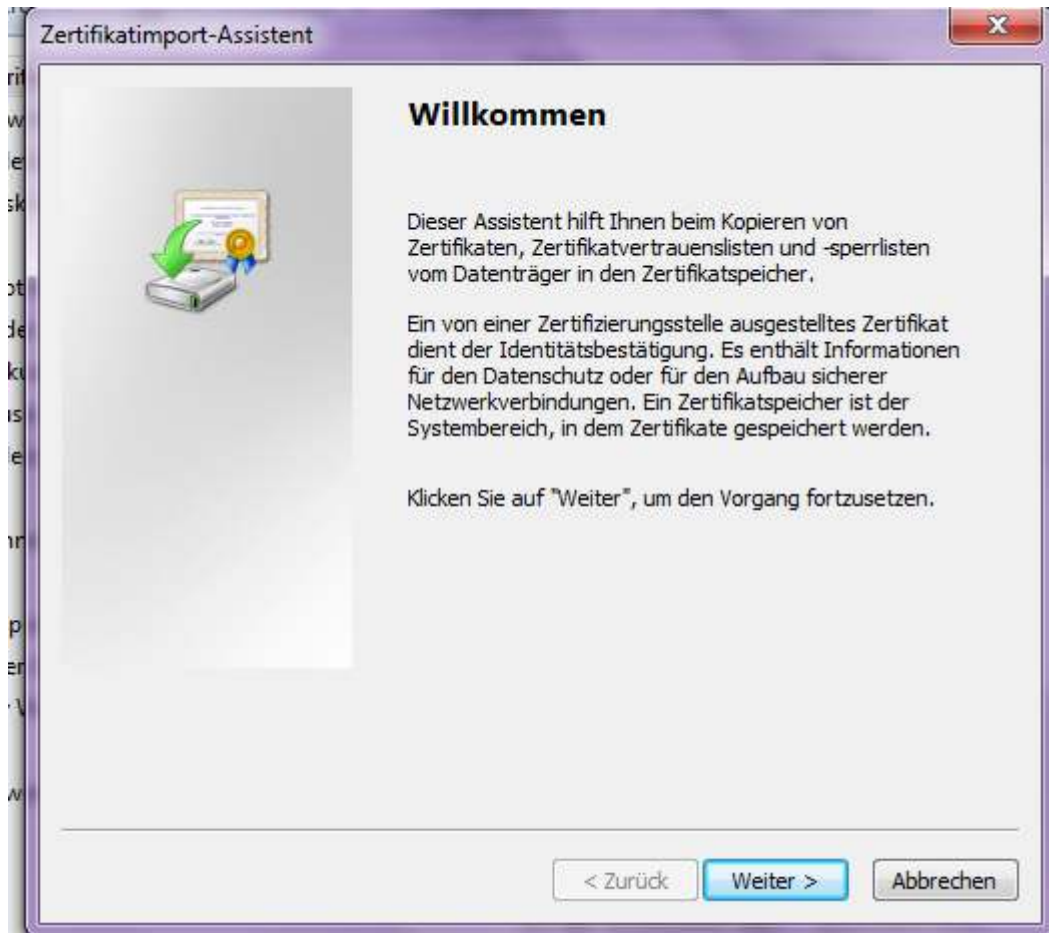 Zertifikatimport-Assistent
Willkommen
Dieser Assistent hilft Ihnen beim Kopieren von
Zertifikaten, Zertifikatvertrauenslisten und -sperrlisten
vom Datenträger in den Zertifikatspeicher.
Ein von einer Zertifizierungsstelle ausgestelltes Zertifikat
dient der Identitätsbestätigung. Es enthält Informationen
für den Datenschutz oder für den Aufbau sicherer
Netzwerkverbindungen. Ein Zertifikatspeicher ist der
Systembereich, in dem Zertifikate gespeichert werden.
Klicken Sie auf "Weiter", um den Vorgang fortzusetzen.
< Zurück Weiter > Abbrechen